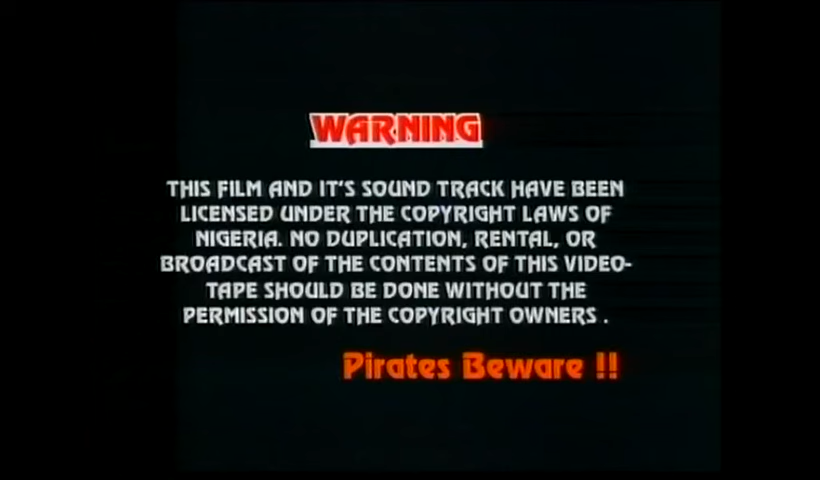 WARNING
THIS FILM AND IT'S SOUND TRACK HAVE BEEN
LICENSED UNDER THE COPYRIGHT LAWS OF
NIGERIA. NO DUPLICATION, RENTAL, OR
BROADCAST OF THE CONTENTS OF THIS VIDEO-
TAPE SHOULD BE DONE WITHOUT THE
PERMISSION OF THE COPYRIGHT OWNERS .
Pirates Beware !!